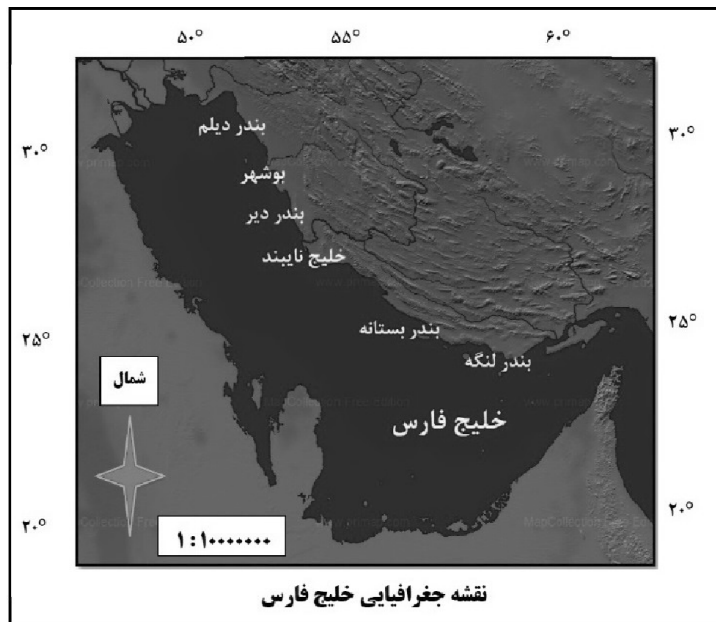 ۵۰° ۵۵° ۶۰°
بندر دیلم
۳۰° ۳۰°
بوشهر
بندر دیر
خلیج نایبند
۲۵° ۲۵°
بندر بستانه
بندر لنگه
شمال
خلیج فارس
۲۰° ۲۰°
۱:۱۰۰۰۰۰۰۰
نقشه جغرافیایی خلیج فارس